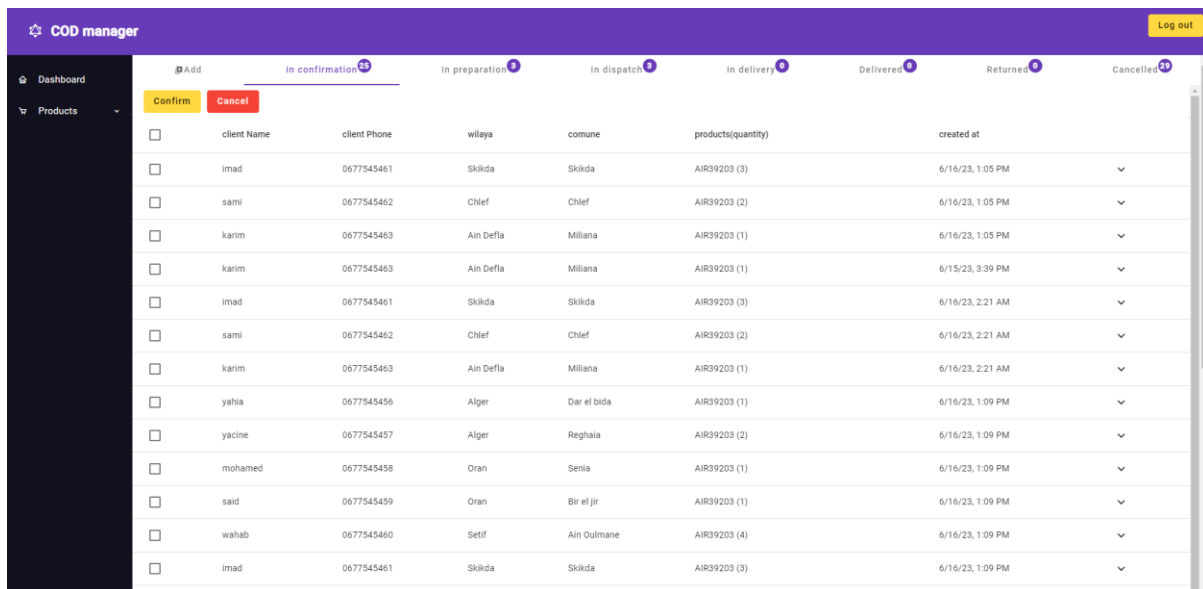 COD manager
Log out
Dashboard
Products
Add In confirmation 25 In preparation 3 In dispatch 3 In delivery 0 Delivered 0 Returned 0 Cancelled 29
Confirm Cancel
client Name client Phone wilaya comune products(quantity) created at
imad 0677545461 Skikda Skikda AIR39203 (3) 6/16/23, 1:05 PM
sami 0677545462 Chlef Chlef AIR39203 (2) 6/16/23, 1:05 PM
karim 0677545463 Ain Defla Miliana AIR39203 (1) 6/16/23, 1:05 PM
karim 0677545463 Ain Defla Miliana AIR39203 (1) 6/15/23, 3:39 PM
imad 0677545461 Skikda Skikda AIR39203 (3) 6/16/23, 2:21 AM
sami 0677545462 Chlef Chlef AIR39203 (2) 6/16/23, 2:21 AM
karim 0677545463 Ain Defla Miliana AIR39203 (1) 6/16/23, 2:21 AM
yahia 0677545456 Alger Dar el bida AIR39203 (1) 6/16/23, 1:09 PM
yacine 0677545457 Alger Reghaia AIR39203 (2) 6/16/23, 1:09 PM
mohamed 0677545458 Oran Senia AIR39203 (1) 6/16/23, 1:09 PM
said 0677545459 Oran Bir el jir AIR39203 (1) 6/16/23, 1:09 PM
wahab 0677545460 Setif Ain Oulmane AIR39203 (4) 6/16/23, 1:09 PM
imad 0677545461 Skikda Skikda AIR39203 (3) 6/16/23, 1:09 PM